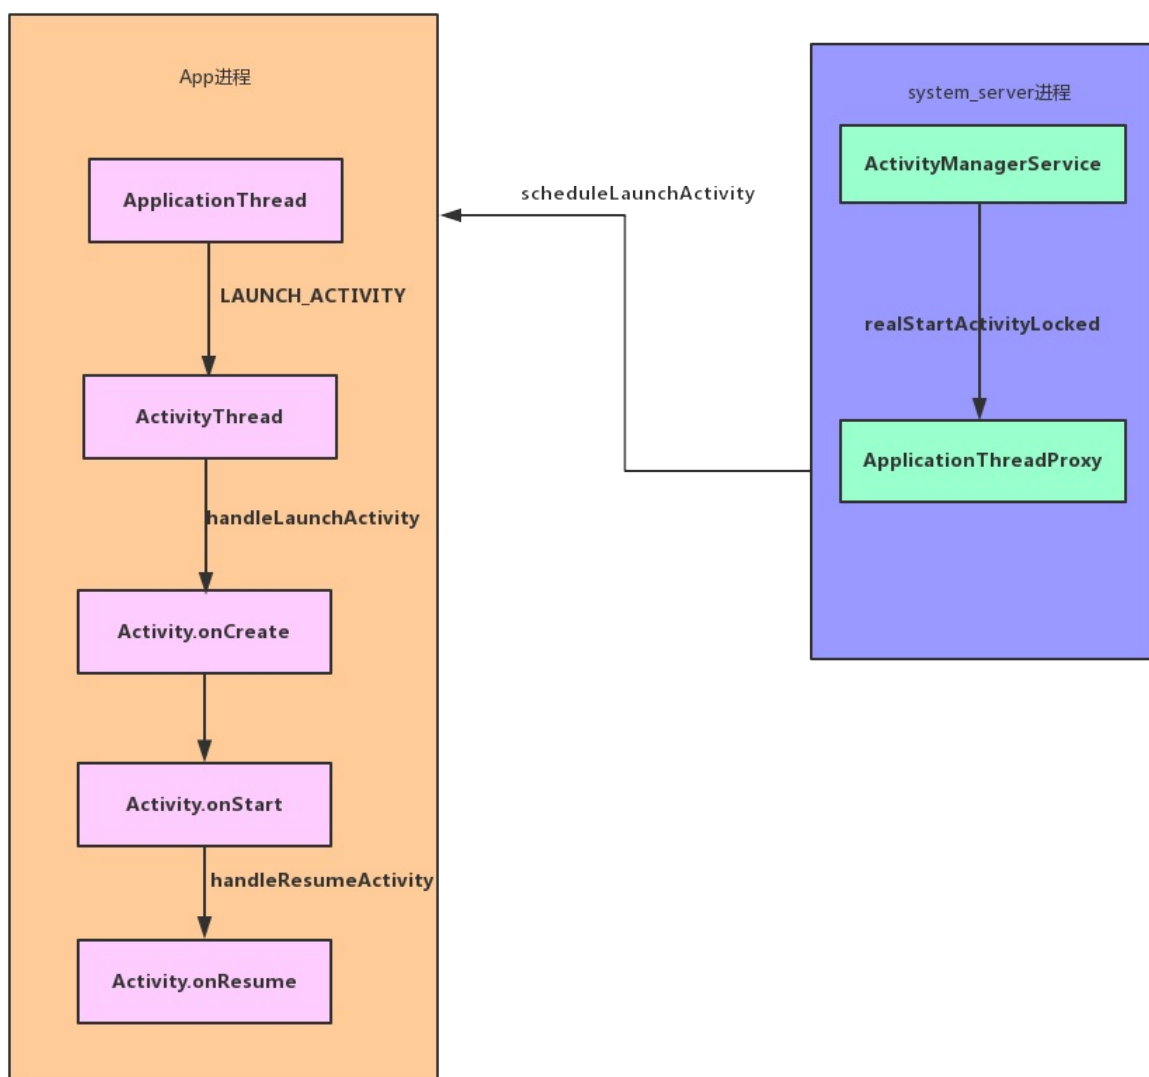 App进程
ApplicationThread
LAUNCH_ACTIVITY
ActivityThread
handleLaunchActivity
Activity.onCreate
Activity.onStart
handleResumeActivity
Activity.onResume
scheduleLaunchActivity
system_server进程
ActivityManagerService
realStartActivityLocked
ApplicationThreadProxy